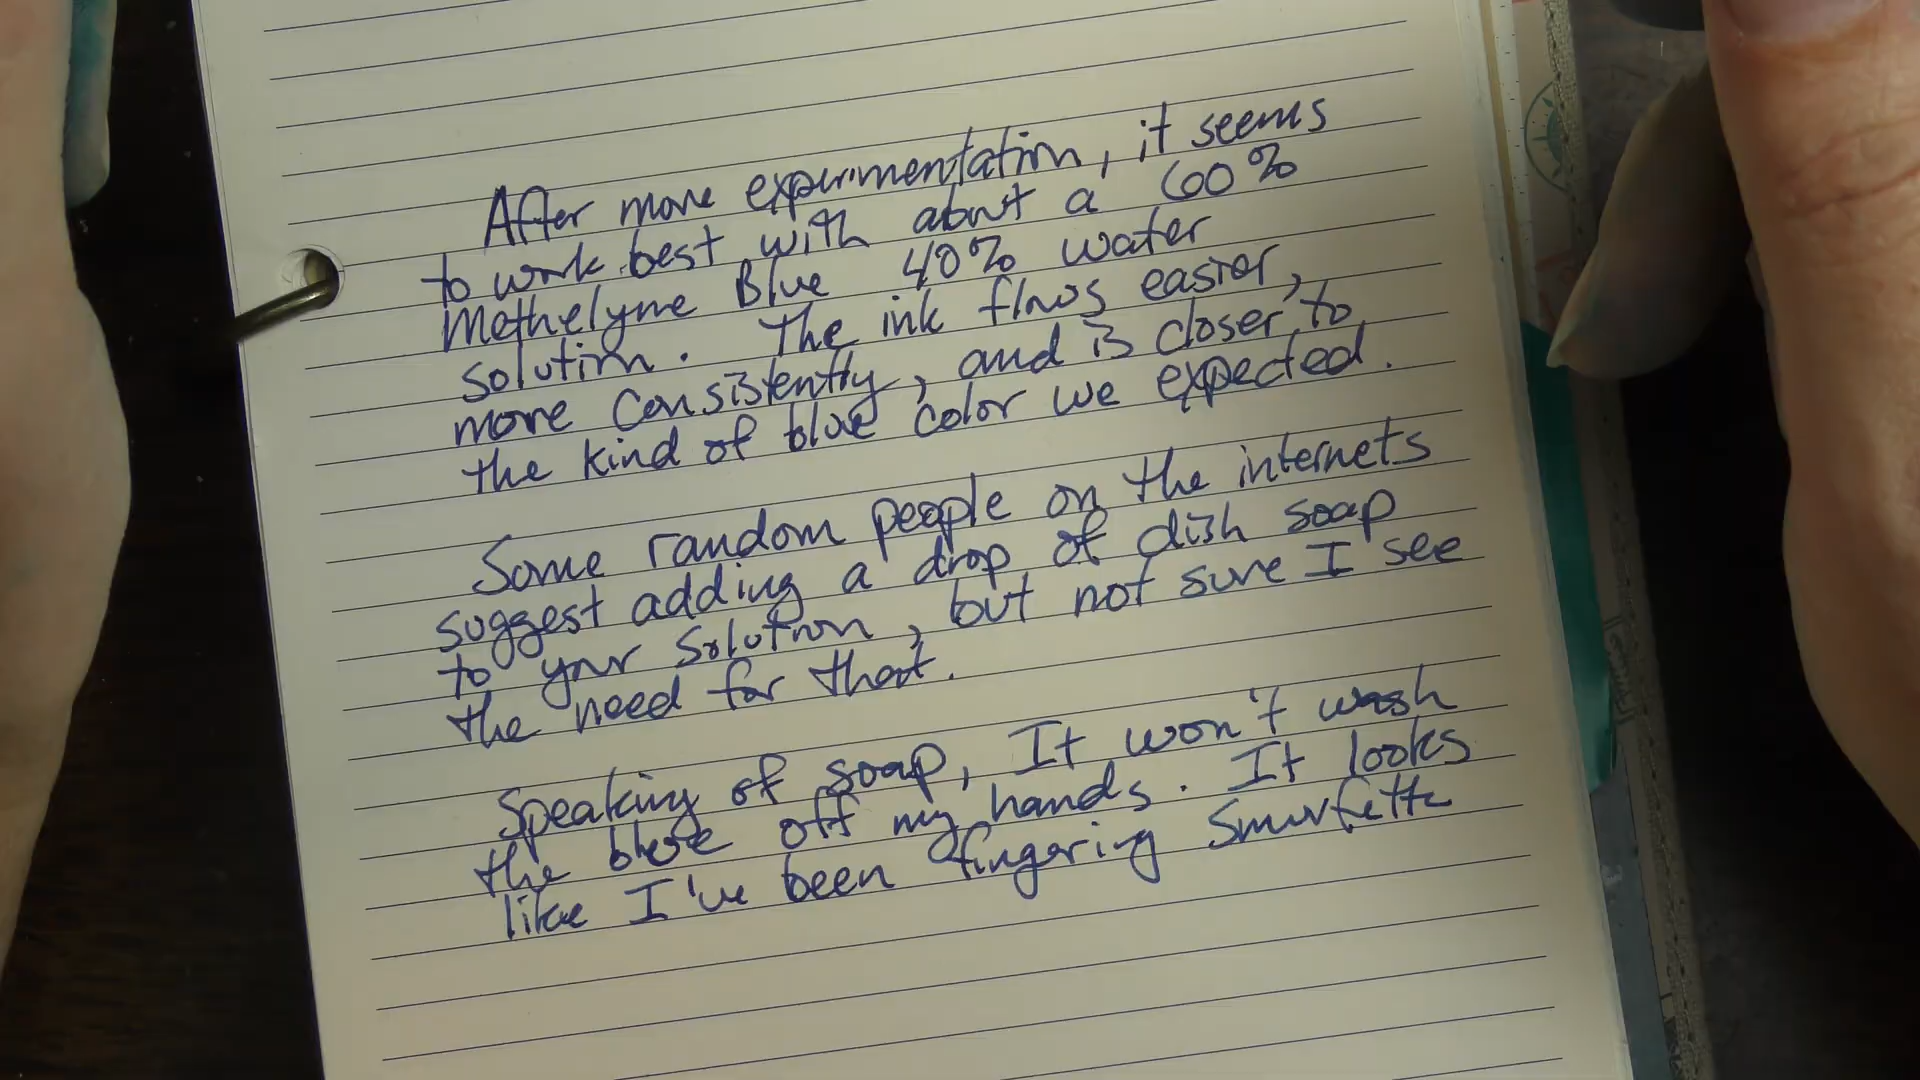 After more experimentation, it seems
to work best with about a 60%
Methelyne Blue 40% water
solution. The ink flows easier,
more consistently, and is closer to
the kind of blue color we expected.
Some random people on the internets
suggest adding a drop of dish soap
to your solution, but not sure I see
the need for that.
Speaking of soap, It won't wash
the blue off my hands. It looks
like I've been fingering Smurfette